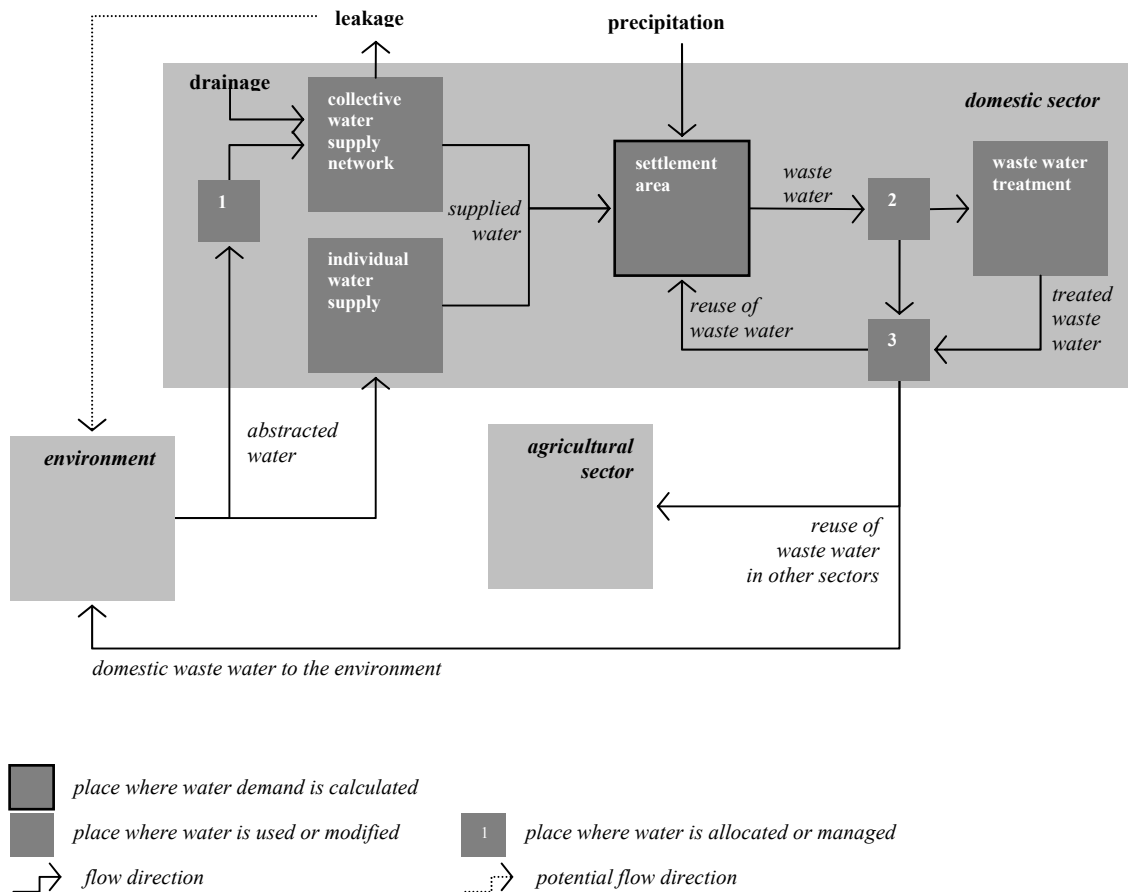 leakage
precipitation
drainage
collective
water
supply
network
domestic sector
settlement
area
waste
water
waste water
treatment
1
2
supplied
water
individual
water
supply
reuse of
waste water
3
treated
waste
water
abstracted
water
environment
agricultural
sector
reuse of
waste water
in other sectors
domestic waste water to the environment
place where water demand is calculated
place where water is used or modified
1
place where water is allocated or managed
flow direction
potential flow direction